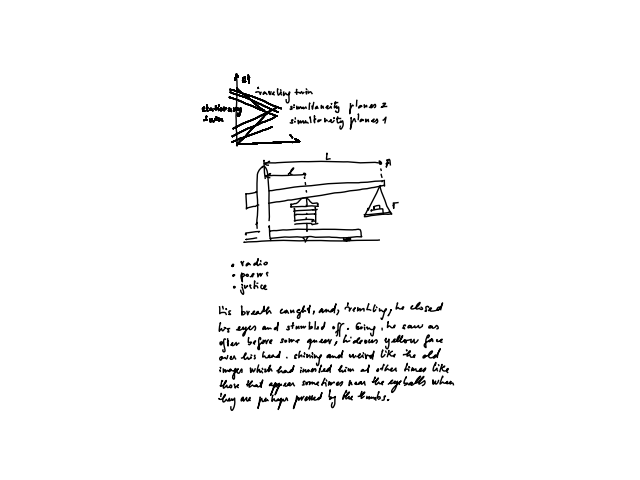 ct
traveling twin
stationary
twin
simultaneity planes 2
simultaneity planes 1
L
A
l
F
• radio
• poems
• justice
His breath caught, and, trembling, he closed
his eyes and stumbled off. Going, he saw as
often before some queer, hideous yellow face
over his head. shining and weird like the old
images which had invited him at other times like
those that appear sometimes near the eyeballs when
they are perhaps pressed by the thumbs.